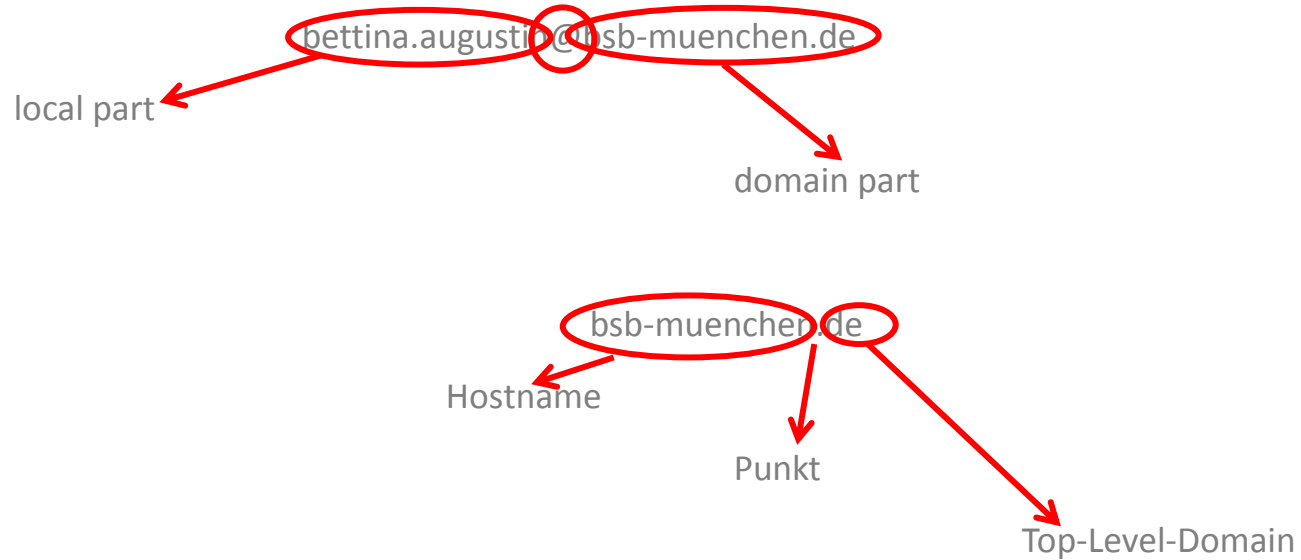 bettina.augustin@bsb-muenchen.de
local part
domain part
bsb-muenchen.de
Hostname
Punkt
Top-Level-Domain